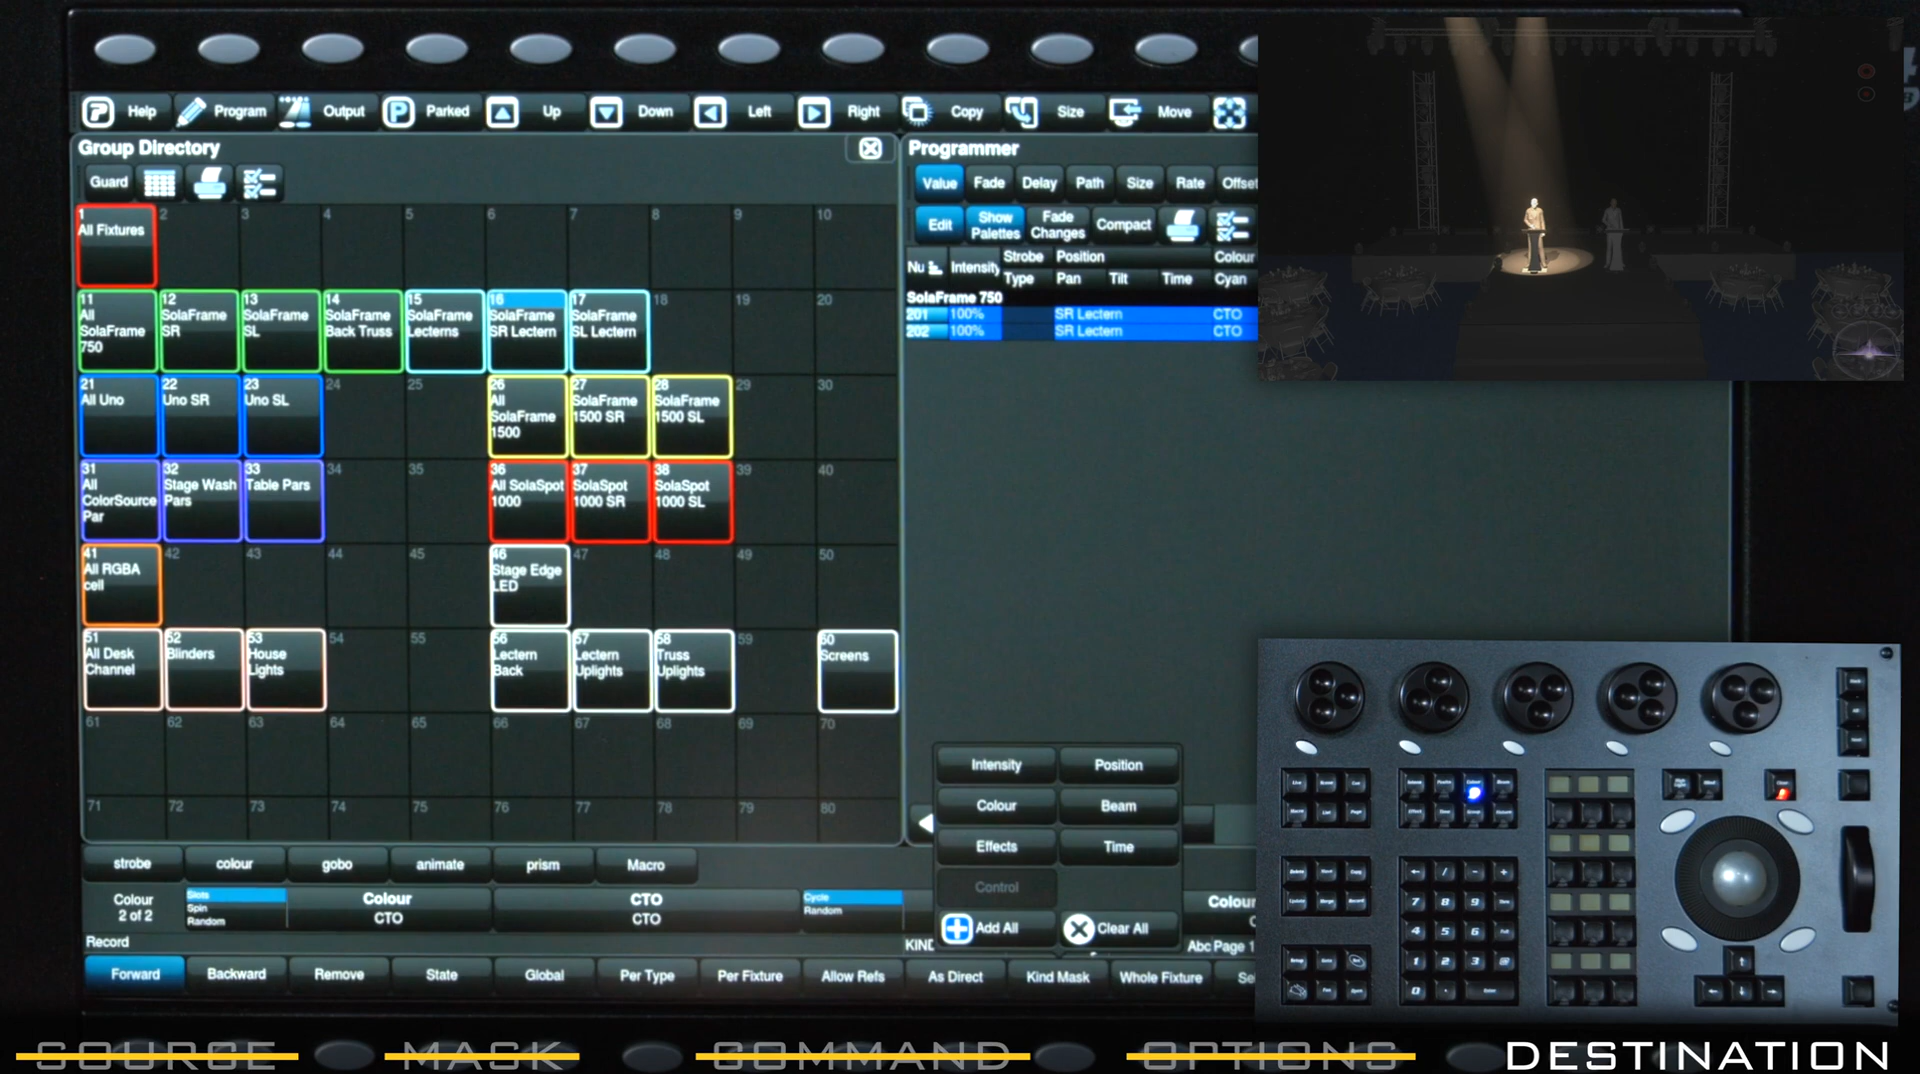 Help Program Output Parked Up Down Left Right Copy Size Move
Group Directory
Guard
1 All Fixtures
2 3 4 5 6 7 8 9 10
11 All SolaFrame 750
12 SolaFrame SR
13 SolaFrame SL
14 SolaFrame Back Truss
15 SolaFrame Lecterns
16 SolaFrame SR Lectern
17 SolaFrame SL Lectern
18 19 20
21 All Uno
22 Uno SR
23 Uno SL
24 25
26 All SolaFrame 1500
27 SolaFrame 1500 SR
28 SolaFrame 1500 SL
29 30
31 All ColorSource Par
32 Stage Wash Pars
33 Table Pars
34 35
36 All SolaSpot 1000
37 SolaSpot 1000 SR
38 SolaSpot 1000 SL
39 40
41 All RGBA cell
42 43 44 45
46 Stage Edge LED
47 48 49 50
51 All Desk Channel
52 Blinders
53 House Lights
54 55
56 Lectern Back
57 Lectern Uplights
58 Truss Uplights
59
60 Screens
61 62 63 64 66 67 68 70
71 72 73 74 75 76 77 78 79 80
Programmer
Value Fade Delay Path Size Rate Offset
Edit Show Palettes Fade Changes Compact
Nu Intensity Strobe Position Colour
Type Pan Tilt Time Cyan
SolaFrame 750
201 100% SR Lectern CTO
202 100% SR Lectern CTO
Intensity Position
Colour Beam
Effects Time
Control
Add All Clear All
strobe colour gobo animate prism Macro
Colour 2 of 2
Slots
Spin
Random
Colour
CTO
CTO
CTO
Cycle
Random
Colour
Record
KIND
Abc Page 1
Forward Backward Remove State Global Per Type Per Fixture Allow Refs As Direct Kind Mask Whole Fixture
7 8 9
4 5 6
1 2 3
0 . Enter
SOURCE MASK COMMAND OPTIONS DESTINATION